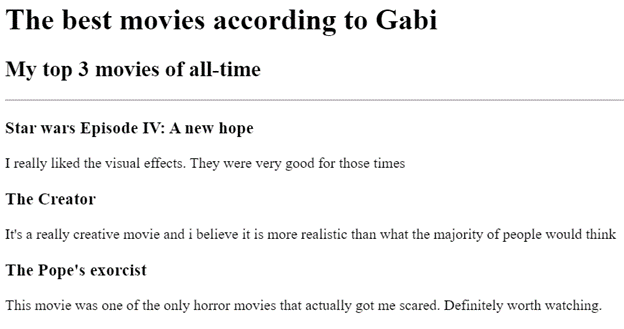 The best movies according to Gabi
My top 3 movies of all-time
Star wars Episode IV: A new hope
I really liked the visual effects. They were very good for those times
The Creator
It's a really creative movie and i believe it is more realistic than what the majority of people would think
The Pope's exorcist
This movie was one of the only horror movies that actually got me scared. Definitely worth watching.